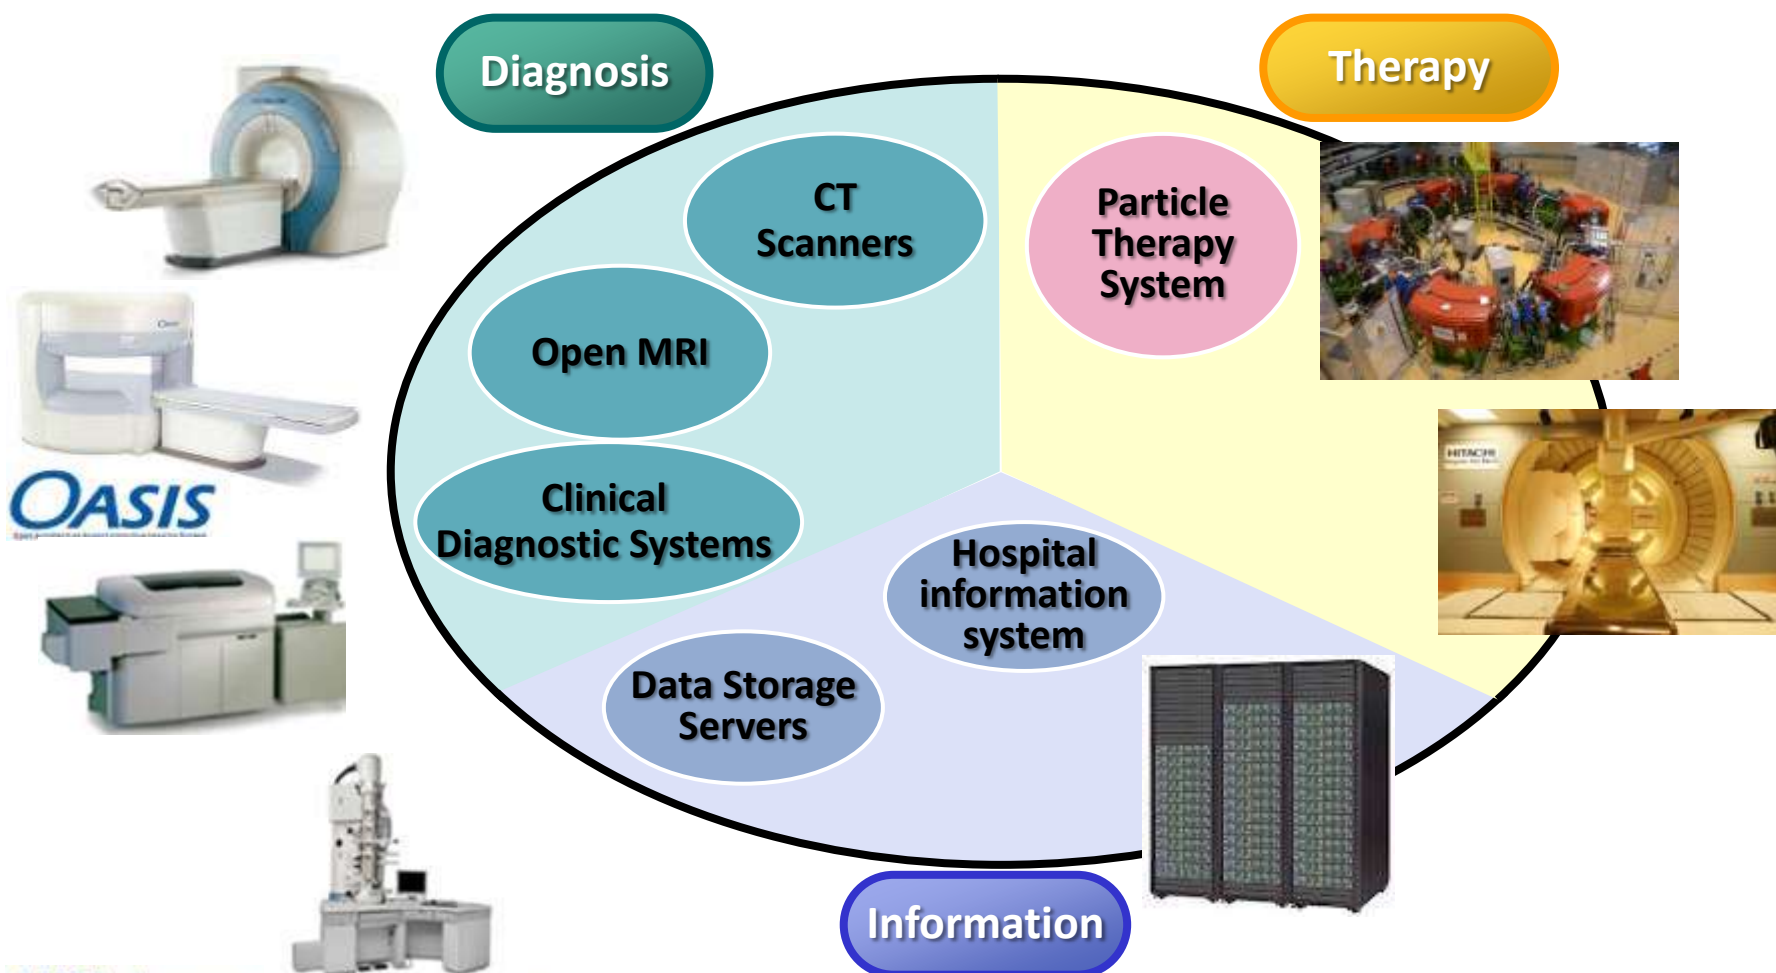 Diagnosis
Therapy
CT
Scanners
Particle
Therapy
System
Open MRI
OASIS
HITACHI
Clinical
Diagnostic Systems
Hospital
information
system
Data Storage
Servers
Information